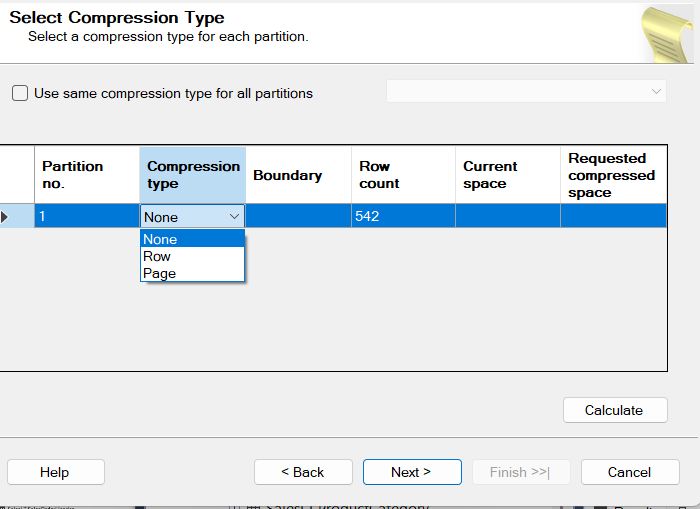 Select Compression Type
Select a compression type for each partition.
Use same compression type for all partitions
Partition no.
Compression type
Boundary
Row count
Current space
Requested compressed space
1
None
542
None
Row
Page
Calculate
Help
< Back
Next >
Finish >>|
Cancel